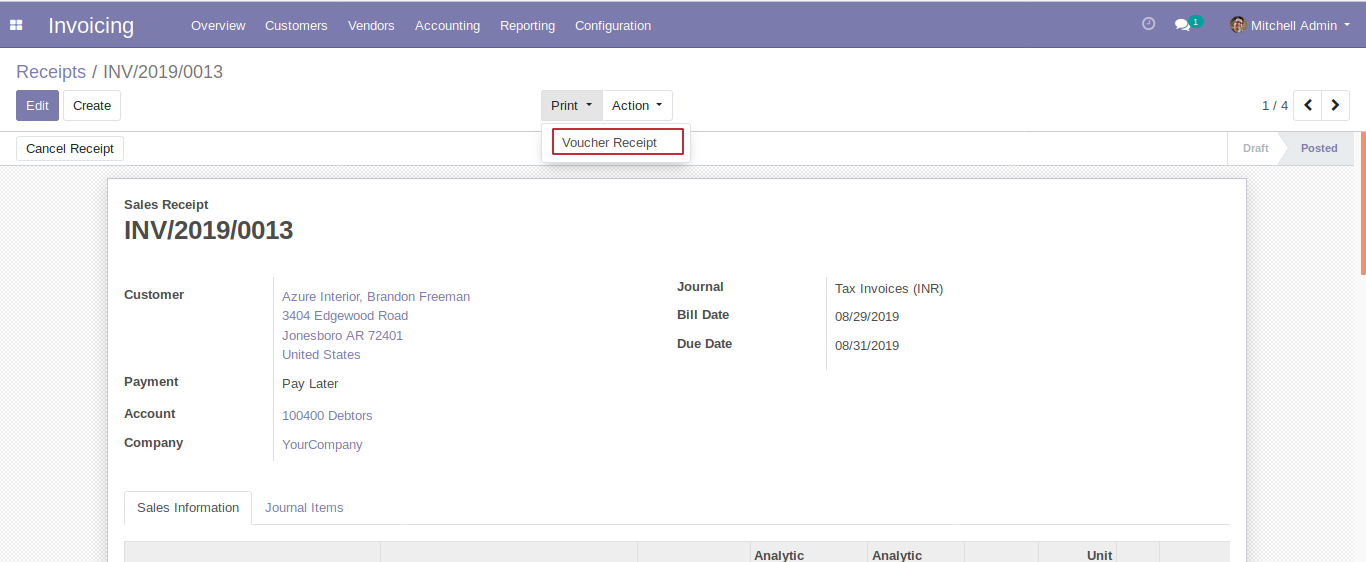 Invoicing Overview Customers Vendors Accounting Reporting Configuration 1 Mitchell Admin
Receipts / INV/2019/0013
Edit Create Print Action 1 / 4
Voucher Receipt
Cancel Receipt Draft Posted
Sales Receipt
INV/2019/0013
Customer Azure Interior, Brandon Freeman
3404 Edgewood Road
Jonesboro AR 72401
United States
Payment Pay Later
Account 100400 Debtors
Company YourCompany
Journal Tax Invoices (INR)
Bill Date 08/29/2019
Due Date 08/31/2019
Sales Information Journal Items
Analytic Analytic Unit